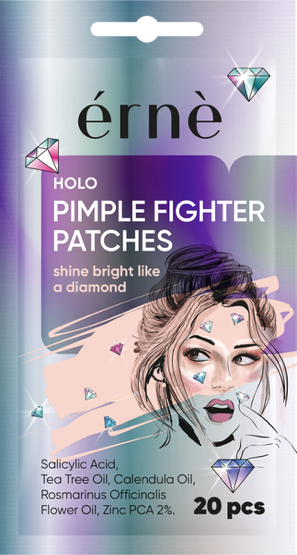 érnè
HOLO
PIMPLE FIGHTER
PATCHES
shine bright like
a diamond
Salicylic Acid,
Tea Tree Oil, Calendula Oil,
Rosmarinus Officinalis
Flower Oil, Zinc PCA 2%.
20 pcs